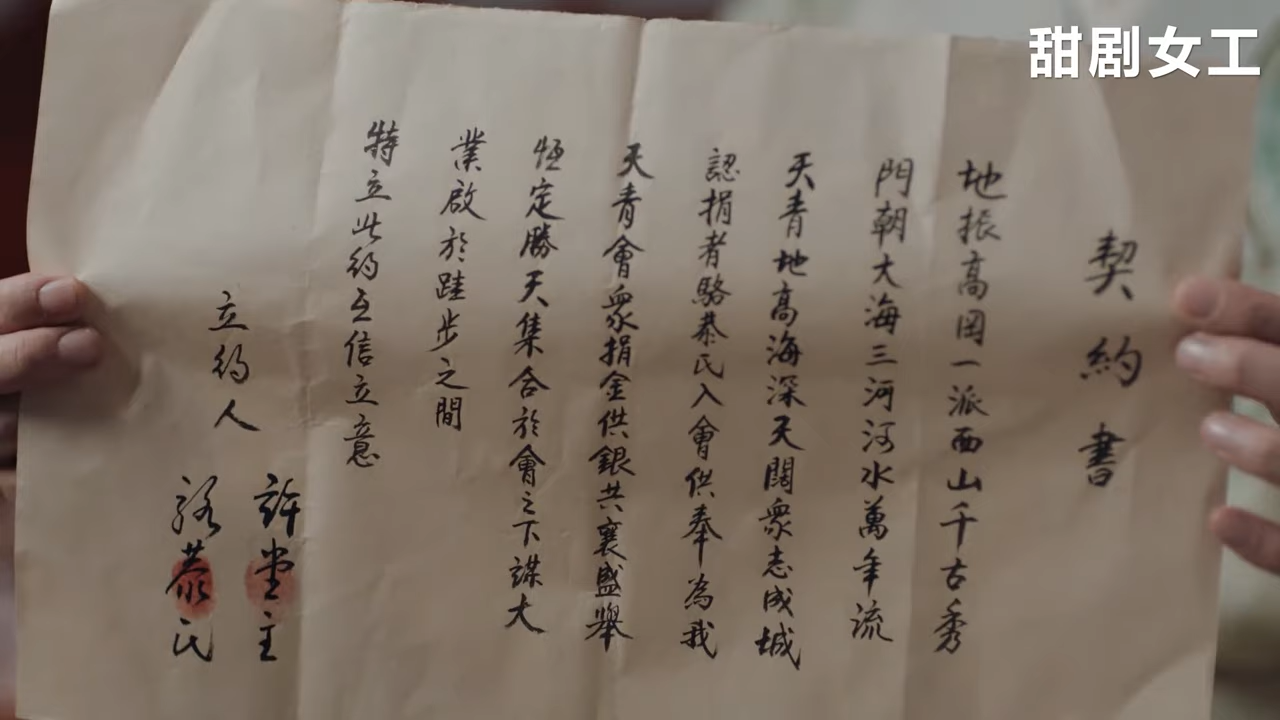 甜剧女工
契約書
地振高岡一派西山千古秀
門朝大海三河河水萬年流
天青地高海深天闊衆志成城
認捐者駱恭氏入會供奉為我
天青會衆捐金供銀共襄盛舉
恆定勝天集合於會之下謀大
業啟於跬步之間
特立此約互信立意
立約人
許堂主
駱恭氏